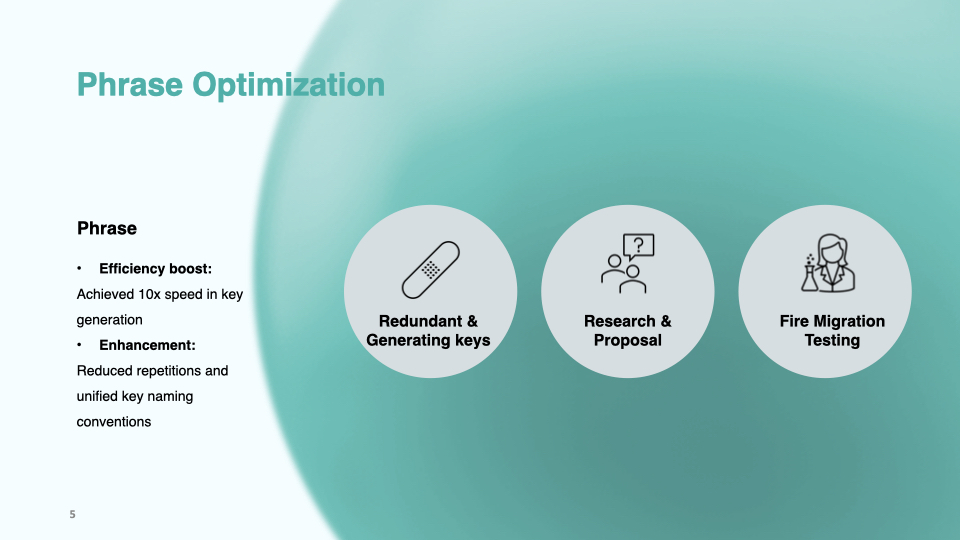 Phrase Optimization
Phrase
• Efficiency boost:
Achieved 10x speed in key
generation
• Enhancement:
Reduced repetitions and
unified key naming
conventions
Redundant &
Generating keys
?
Research &
Proposal
Fire Migration
Testing
5